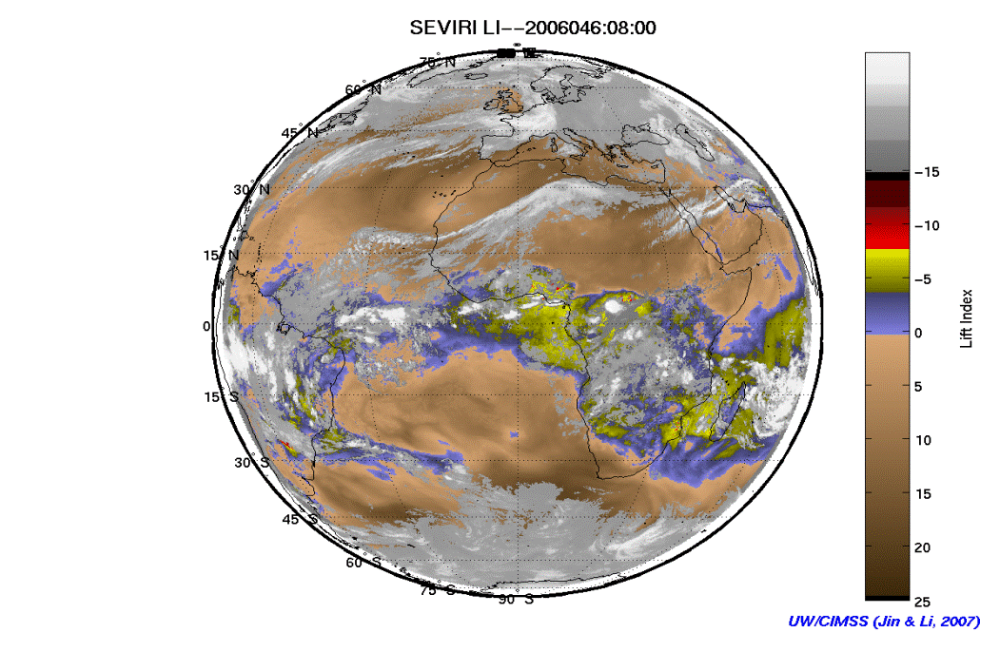 SEVIRI LI--2006046:08:00
75° N
60° N
45° N
30° N
15° N
0°
15° S
30° S
45° S
60° S
75° S
90° S
-15
-10
-5
0
5
10
15
20
25
Lift Index
UW/CIMSS (Jin & Li, 2007)